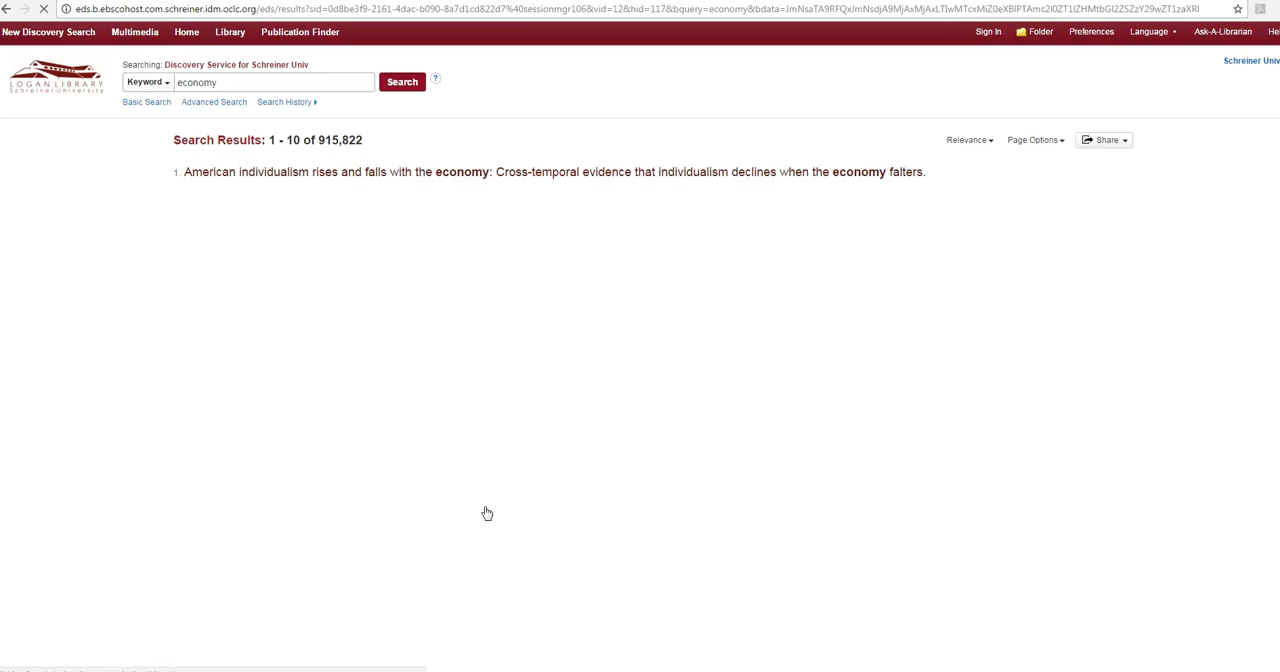 eds.b.ebscohost.com.schreiner.idm.oclc.org/eds/results?sid=0d8be3f9-2161-4dac-b090-8a7d1cd822d7%40sessionmgr106&vid=12&hid=117&bquery=economy&bdata=
New Discovery Search Multimedia Home Library Publication Finder Sign In Folder Preferences Language Ask-A-Librarian
Searching: Discovery Service for Schreiner Univ Schreiner Univ
LOGAN LIBRARY
Schreiner University
Keyword economy Search ?
Basic Search Advanced Search Search History
Search Results: 1 - 10 of 915,822 Relevance Page Options Share
1. American individualism rises and falls with the economy: Cross-temporal evidence that individualism declines when the economy falters.